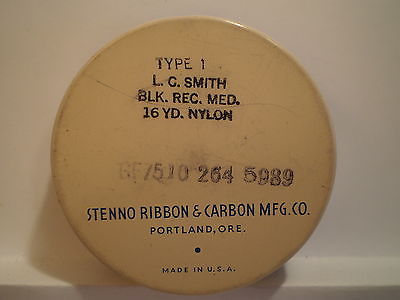 TYPE 1
L. C. SMITH
BLK. REC. MED.
16 YD. NYLON
264 5989
STENNO RIBBON & CARBON MFG. CO.
PORTLAND, ORE.
MADE IN U.S.A.